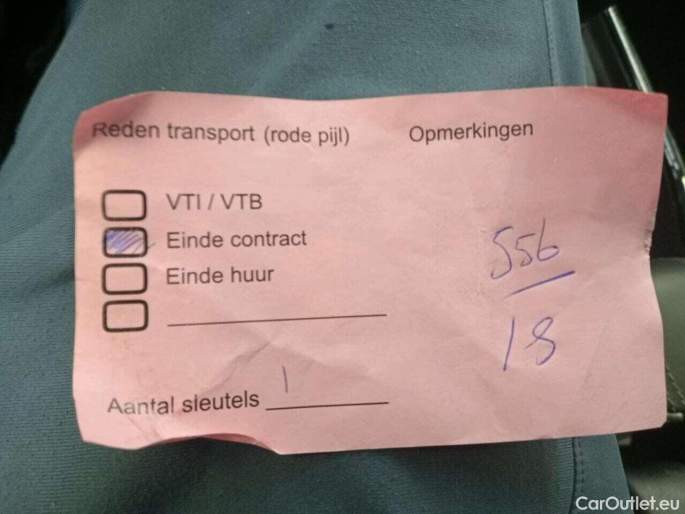 Reden transport (rode pijl)
Opmerkingen
VTI / VTB
Einde contract
Einde huur
556
18
Aantal sleutels 1
CarOutlet.eu